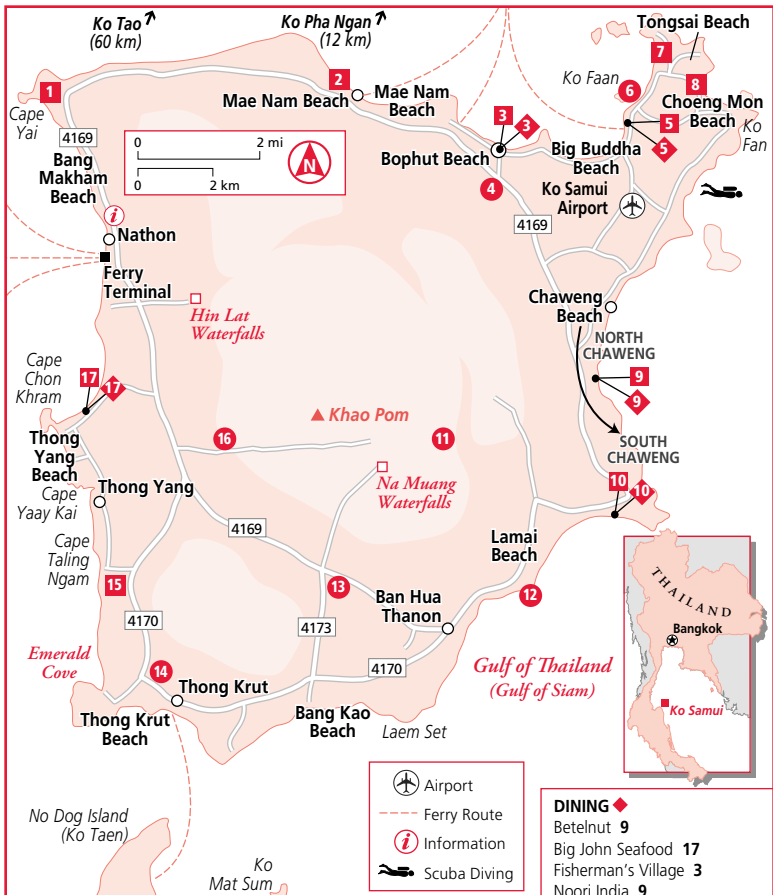 Ko Tao
(60 km)
Ko Pha Ngan
(12 km)
Tongsai Beach
7
Ko Faan
8
1
2
6
Mae Nam Beach
Mae Nam
Beach
Choeng Mon
Beach
Cape
Yai
3
3
5
Ko
Fan
4169
0
2 mi
0
2 km
N
Bophut Beach
Big Buddha
Beach
5
Bang
Makham
Beach
4
Ko Samui
Airport
i
Nathon
4169
Ferry
Terminal
Hin Lat
Waterfalls
Chaweng
Beach
NORTH
CHAWENG
Cape
Chon
Khram
17
17
9
9
Khao Pom
Thong
Yang
Beach
16
11
SOUTH
CHAWENG
Na Muang
Waterfalls
10
10
Cape
Yaay Kai
Thong Yang
4169
Lamai
Beach
Cape
Taling
Ngam
15
13
Ban Hua
Thanon
12
THAILAND
Bangkok
Ko Samui
4170
4173
Emerald
Cove
14
4170
Gulf of Thailand
(Gulf of Siam)
Thong Krut
Thong Krut
Beach
Bang Kao
Beach
Laem Set
No Dog Island
(Ko Taen)
Ko
Mat Sum
Airport
Ferry Route
i Information
Scuba Diving
DINING
Betelnut 9
Big John Seafood 17
Fisherman's Village 3
Noori India 9